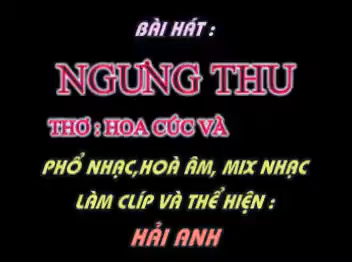 BÀI HÁT :
NGƯNG THU
THƠ : HOA CÚC VÀ
PHỔ NHẠC,HOÀ ÂM, MIX NHẠC
LÀM CLÍP VÀ THỂ HIỆN :
HẢI ANH